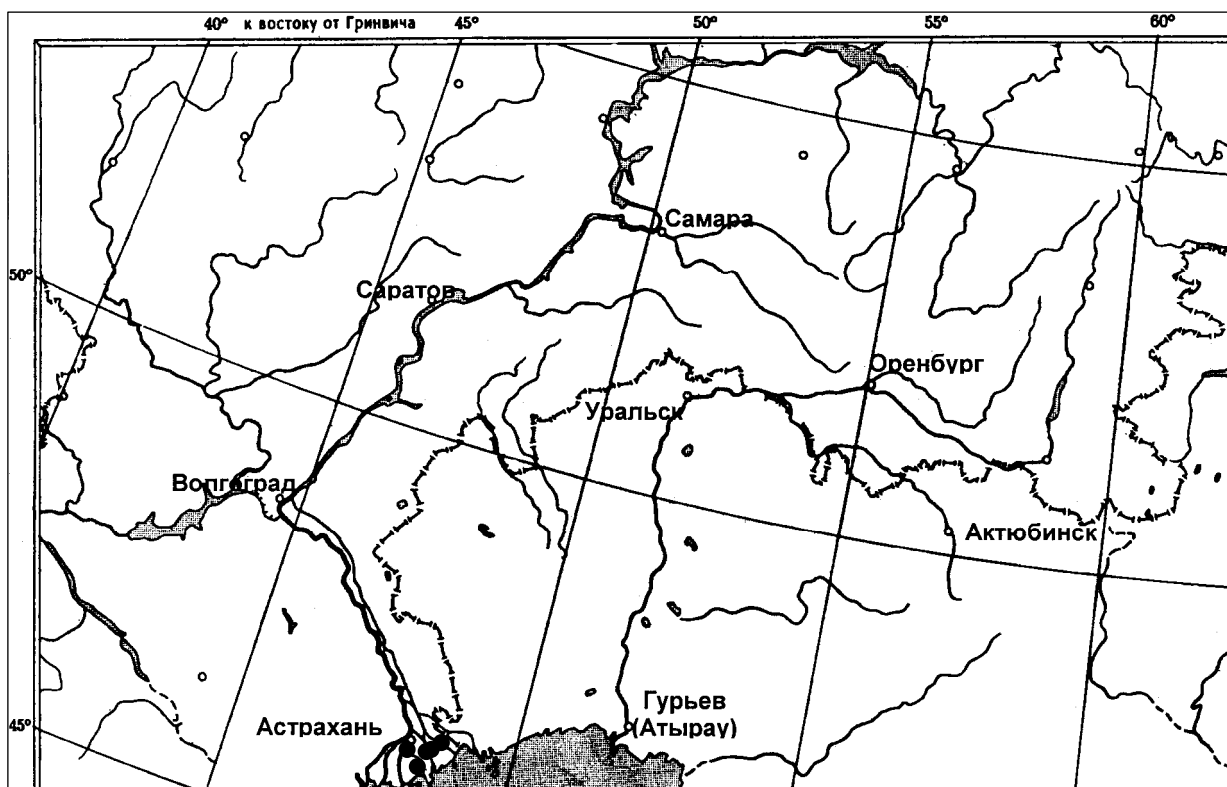 40° к востоку от Гринвича 45° 50° 55° 60°
Самара
50°
Саратов
Оренбург
Уральск
Волгоград
Актюбинск
Гурьев
Астрахань
(Атырау)
45°